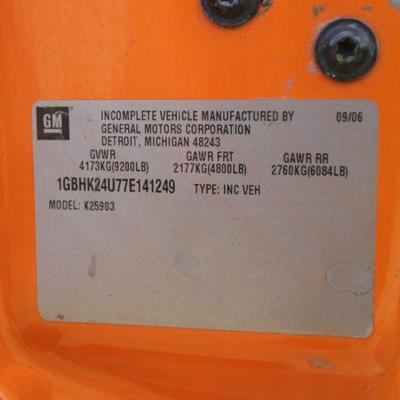 GM
INCOMPLETE VEHICLE MANUFACTURED BY 09/06
GENERAL MOTORS CORPORATION
DETROIT, MICHIGAN 48243
GVWR GAWR FRT GAWR RR
4173KG(9200LB) 2177KG(4800LB) 2760KG(6084LB)
1GBHK24U77E141249 TYPE: INC VEH
MODEL: K25903